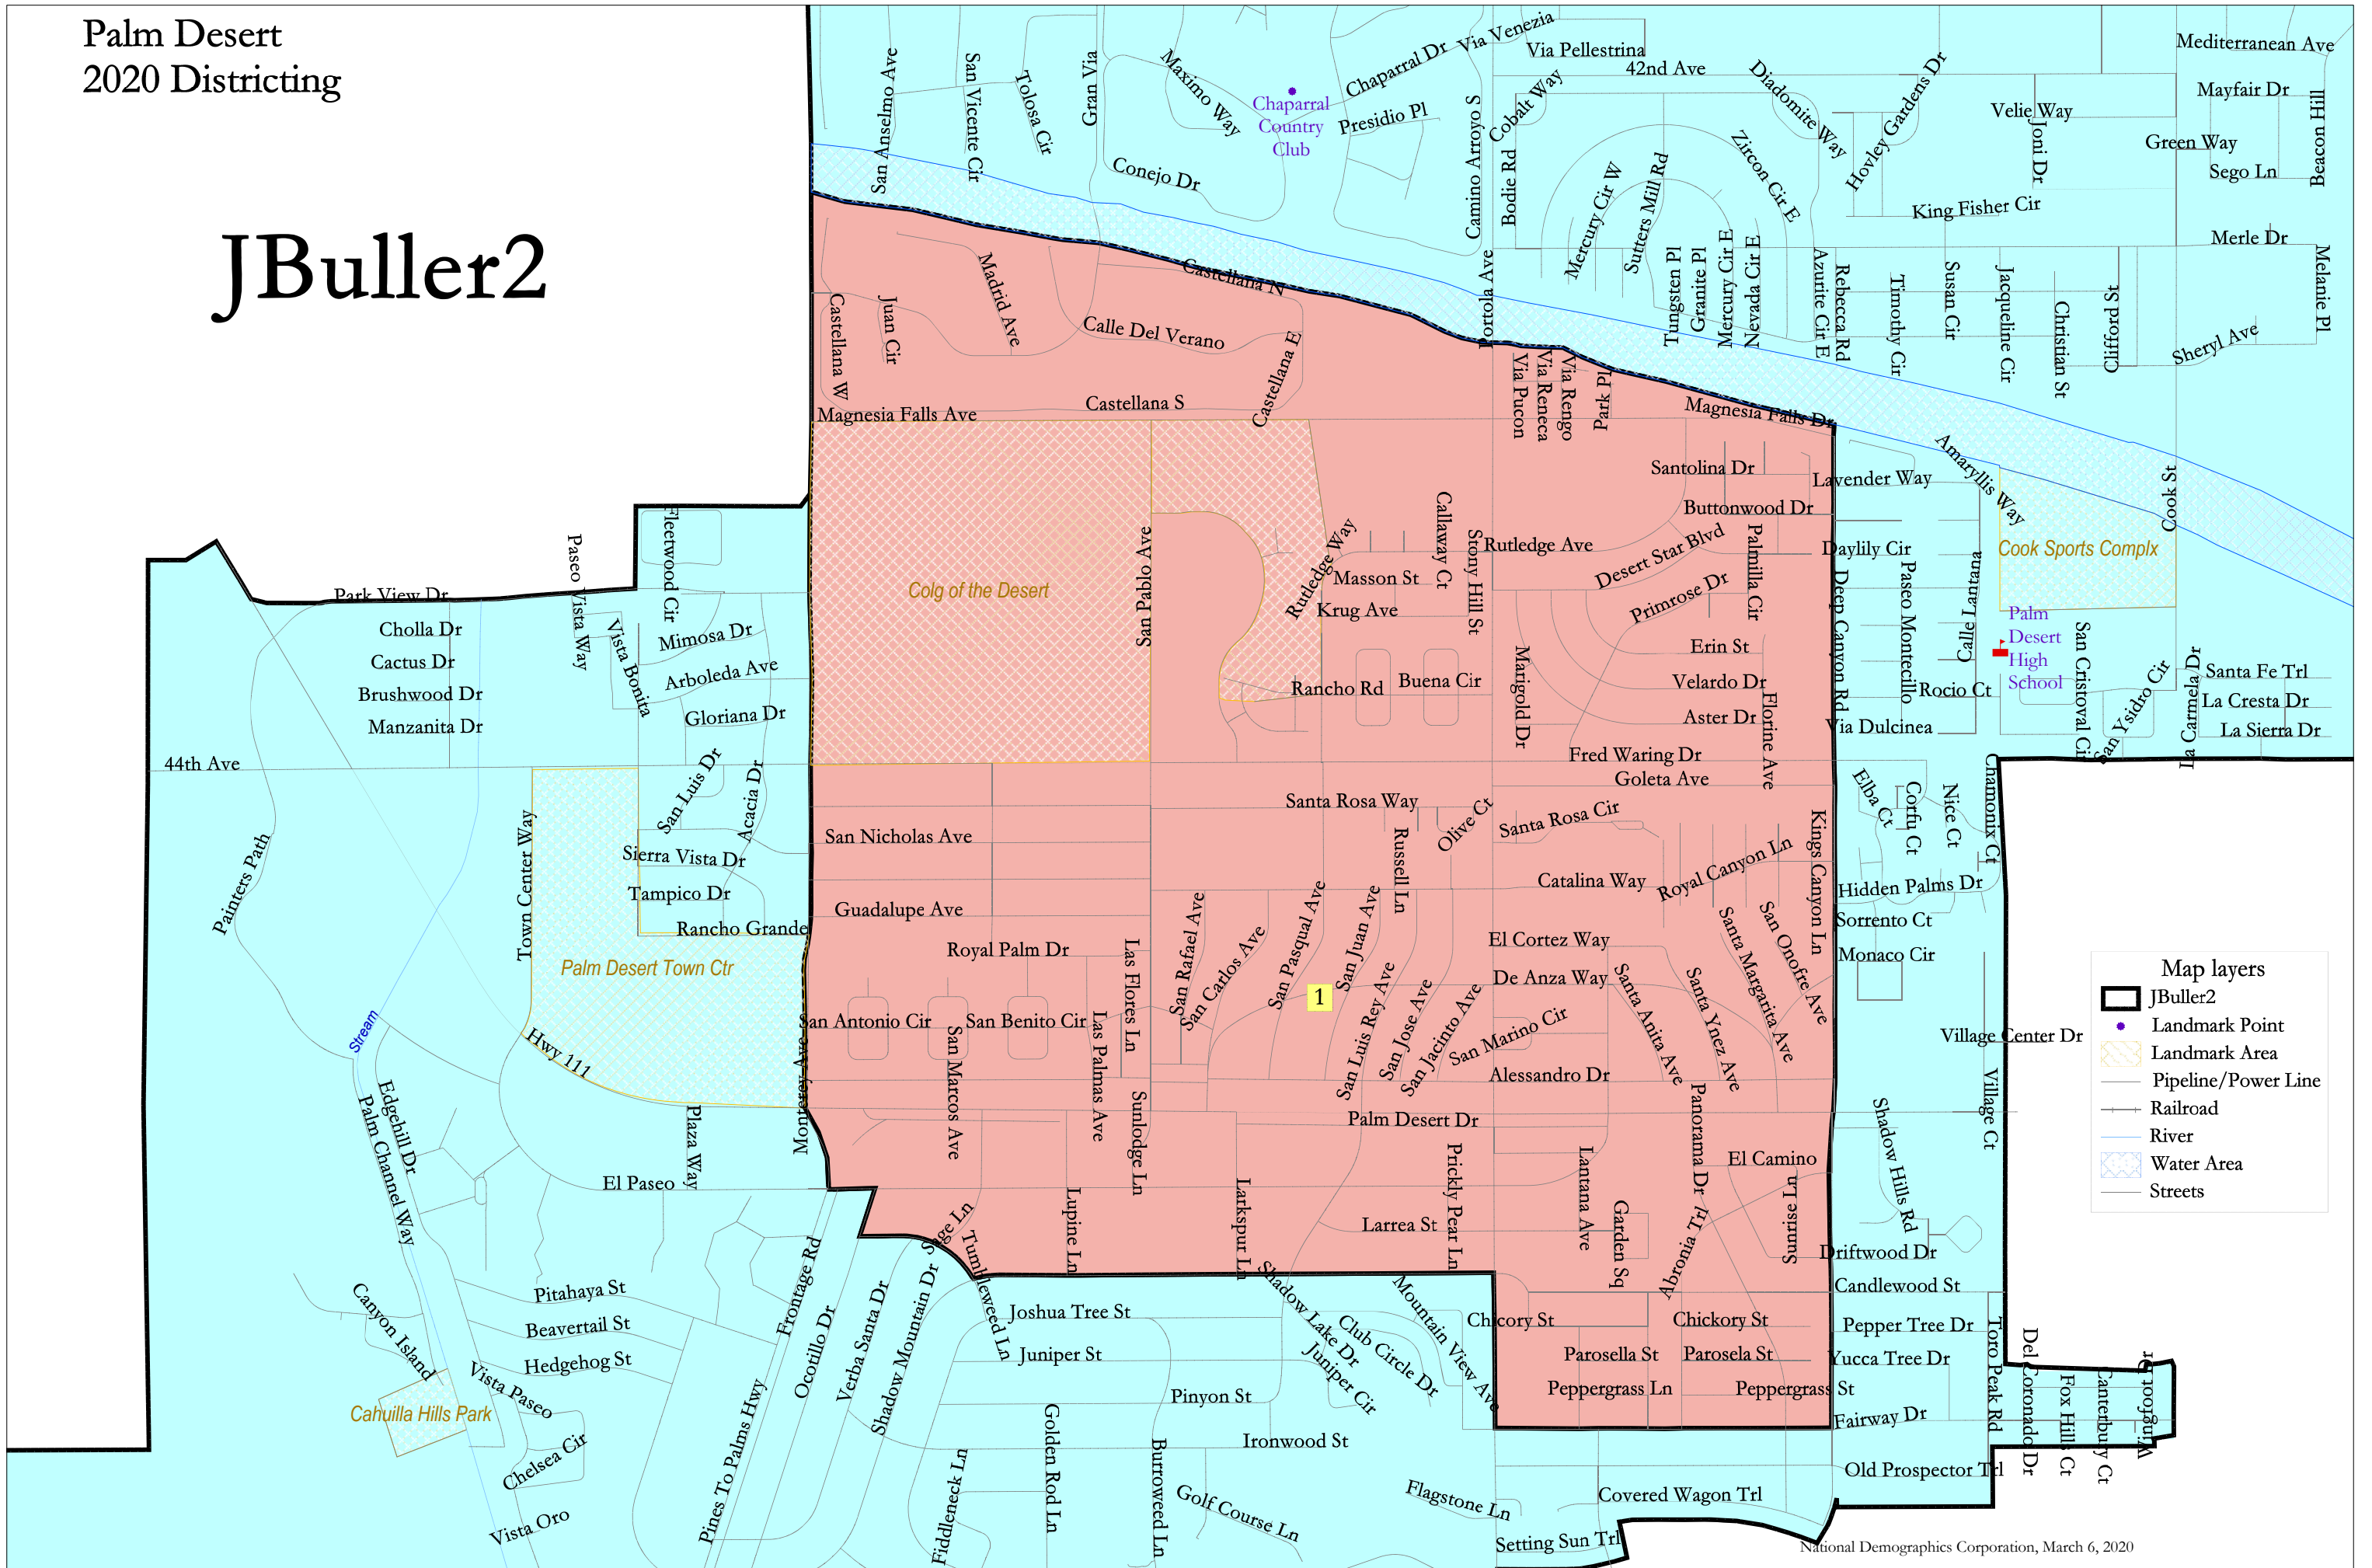 Palm Desert
2020 Districting
JBuller2
San Anselmo Ave
San Vicente Cir
Tolosa Cir
Gran Via
Maximo Way
Conejo Dr
Chaparral
Country
Club
Chaparral Dr
Presidio Pl
Via Venezia
Via Pellestrina
42nd Ave
Cobalt Way
Camino Arroyo S
Bodie Rd
Diadomite Way
Zircon Cir E
Mercury Cir W
Sutters Mill Rd
Hovley Gardens Dr
Velie Way
Joni Dr
King Fisher Cir
Mediterranean Ave
Mayfair Dr
Green Way
Sego Ln
Beacon Hill
Merle Dr
Melanie Pl
Portola Ave
Tungsten Pl
Granite Pl
Mercury Cir E
Nevada Cir E
Azurite Cir E
Rebecca Rd
Timothy Cir
Susan Cir
Jacqueline Cir
Christian St
Clifford St
Sheryl Ave
Castellana N
Madrid Ave
Juan Cir
Castellana W
Calle Del Verano
Castellana E
Castellana S
Magnesia Falls Ave
Via Pucon
Via Reneca
Via Rengo
Park Pl
Magnesia Falls Dr
Santolina Dr
Lavender Way
Amaryllis Way
Cook St
Buttonwood Dr
Callaway Ct
Stony Hill St
Rutledge Way
Rutledge Ave
Desert Star Blvd
Palmilla Cir
Daylily Cir
Cook Sports Complx
Fleetwood Cir
Paseo Vista Way
Park View Dr
Cholla Dr
Cactus Dr
Brushwood Dr
Manzanita Dr
Vista Bonita
Mimosa Dr
Arboleda Ave
Gloriana Dr
Colg of the Desert
San Pablo Ave
Masson St
Krug Ave
Primrose Dr
Deep Canyon Rd
Paseo Montecillo
Calle Lantana
Palm
Desert
High
School
San Cristoval Cir
San Ysidro Cir
La Carmela Dr
Santa Fe Trl
La Cresta Dr
La Sierra Dr
Erin St
Velardo Dr
Aster Dr
Rancho Rd
Buena Cir
Marigold Dr
Florine Ave
Rocio Ct
Via Dulcinea
44th Ave
San Luis Dr
Acacia Dr
Fred Waring Dr
Goleta Ave
Santa Rosa Way
Olive Ct
Santa Rosa Cir
Elba Ct
Corfu Ct
Nice Ct
Chamonix Ct
Painters Path
Town Center Way
Sierra Vista Dr
Tampico Dr
Rancho Grande
San Nicholas Ave
Guadalupe Ave
Royal Palm Dr
Russell Ln
Catalina Way
Royal Canyon Ln
Kings Canyon Ln
Hidden Palms Dr
Sorrento Ct
Monaco Cir
Palm Desert Town Ctr
Las Flores Ln
San Rafael Ave
San Carlos Ave
San Pasqual Ave
San Juan Ave
1
El Cortez Way
De Anza Way
Santa Margarita Ave
San Onofre Ave
San Antonio Cir
San Benito Cir
San Marcos Ave
Las Palmas Ave
San Luis Rey Ave
San Jose Ave
San Jacinto Ave
San Marino Cir
Santa Anita Ave
Santa Ynez Ave
Alessandro Dr
Village Center Dr
Village Ct
Stream
Hwy 111
Monterey Ave
Edgehill Dr
Palm Channel Way
Plaza Way
El Paseo
Sunlodge Ln
Palm Desert Dr
Panorama Dr
El Camino
Shadow Hills Rd
Sage Ln
Lupine Ln
Larkspur Ln
Prickly Pear Ln
Larrea St
Lantana Ave
Garden Sq
Abronia Trl
Sunrise Ln
Driftwood Dr
Candlewood St
Frontage Rd
Ocotillo Dr
Verba Santa Dr
Shadow Mountain Dr
Tumbleweed Ln
Canyon Island
Pitahaya St
Beavertail St
Hedgehog St
Vista Paseo
Cahuilla Hills Park
Chelsea Cir
Vista Oro
Pines To Palms Hwy
Joshua Tree St
Juniper St
Pinyon St
Ironwood St
Shadow Lake Dr
Club Circle Dr
Juniper Cir
Mountain View Ave
Chicory St
Chickory St
Parosella St
Parosela St
Peppergrass Ln
Peppergrass St
Pepper Tree Dr
Yucca Tree Dr
Fairway Dr
Toro Peak Rd
Del Coronado Dr
Fox Hills Ct
Canterbury Ct
Wingfoot Dr
Old Prospector Trl
Fiddleneck Ln
Golden Rod Ln
Burroweed Ln
Golf Course Ln
Flagstone Ln
Covered Wagon Trl
Setting Sun Trl
Map layers
JBuller2
Landmark Point
Landmark Area
Pipeline/Power Line
Railroad
River
Water Area
Streets
National Demographics Corporation, March 6, 2020